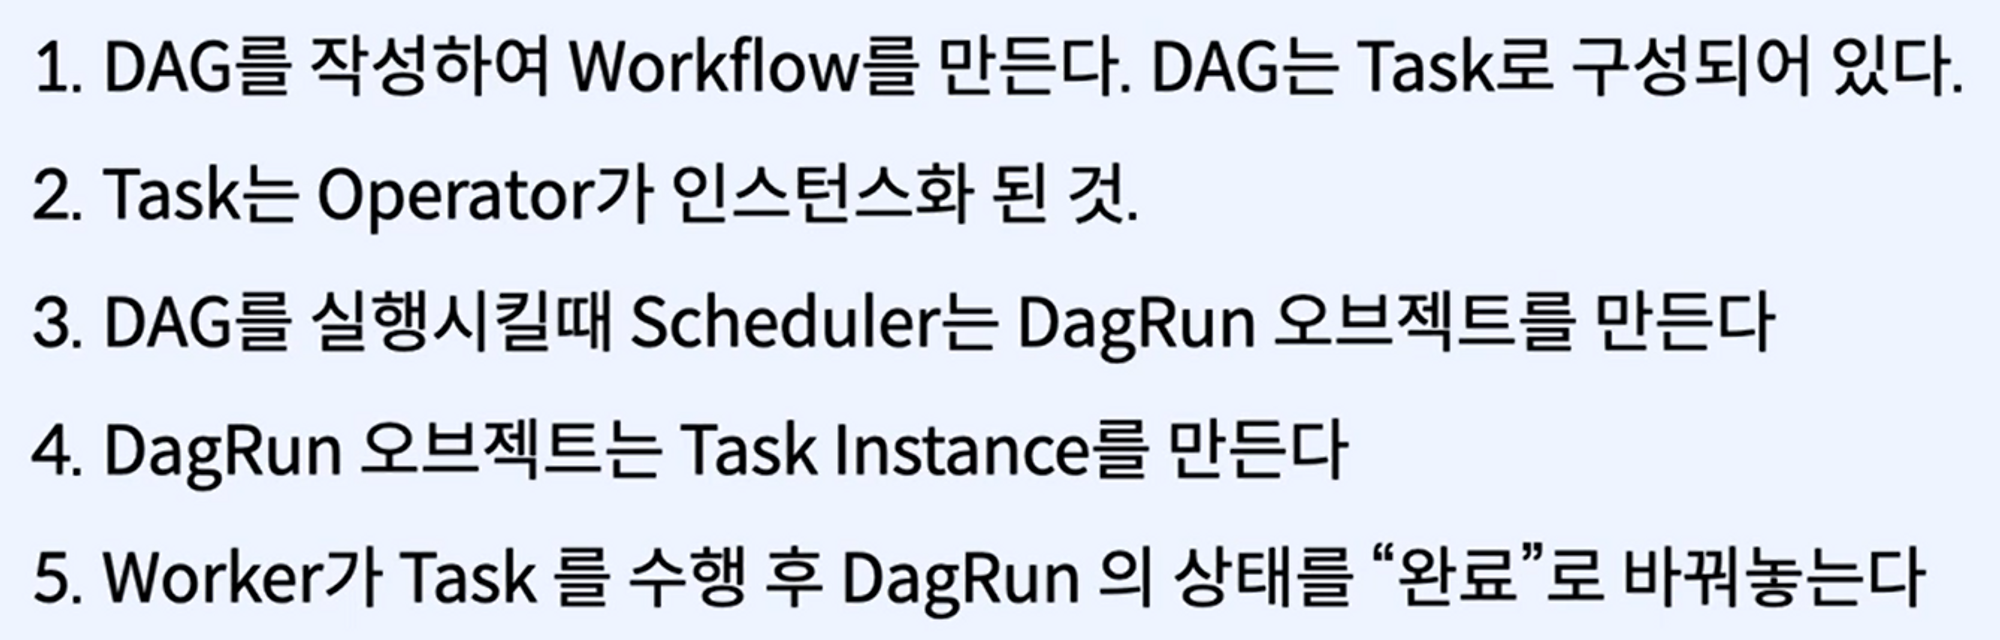 1. DAG를 작성하여 Workflow를 만든다. DAG는 Task로 구성되어 있다.
2. Task는 Operator가 인스턴스화 된 것.
3. DAG를 실행시킬때 Scheduler는 DagRun 오브젝트를 만든다
4. DagRun 오브젝트는 Task Instance를 만든다
5. Worker가 Task 를 수행 후 DagRun 의 상태를 “완료”로 바꿔놓는다